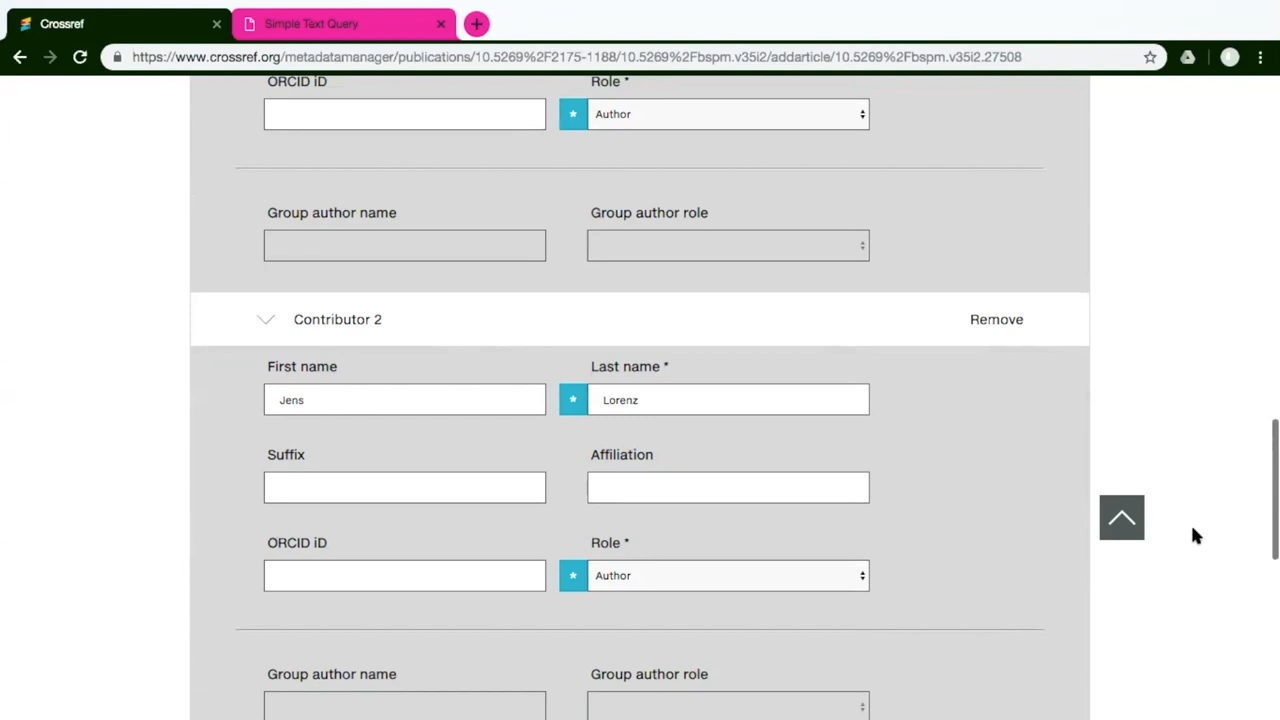 Crossref
Simple Text Query
https://www.crossref.org/metadatamanager/publications/10.5269%2F2175-1188/10.5269%2Fbspm.v35i2/addarticle/10.5269%2Fbspm.v35i2.27508
ORCID iD Role *
* Author
Group author name Group author role
Contributor 2 Remove
First name Last name *
Jens * Lorenz
Suffix Affiliation
ORCID iD Role *
* Author
Group author name Group author role